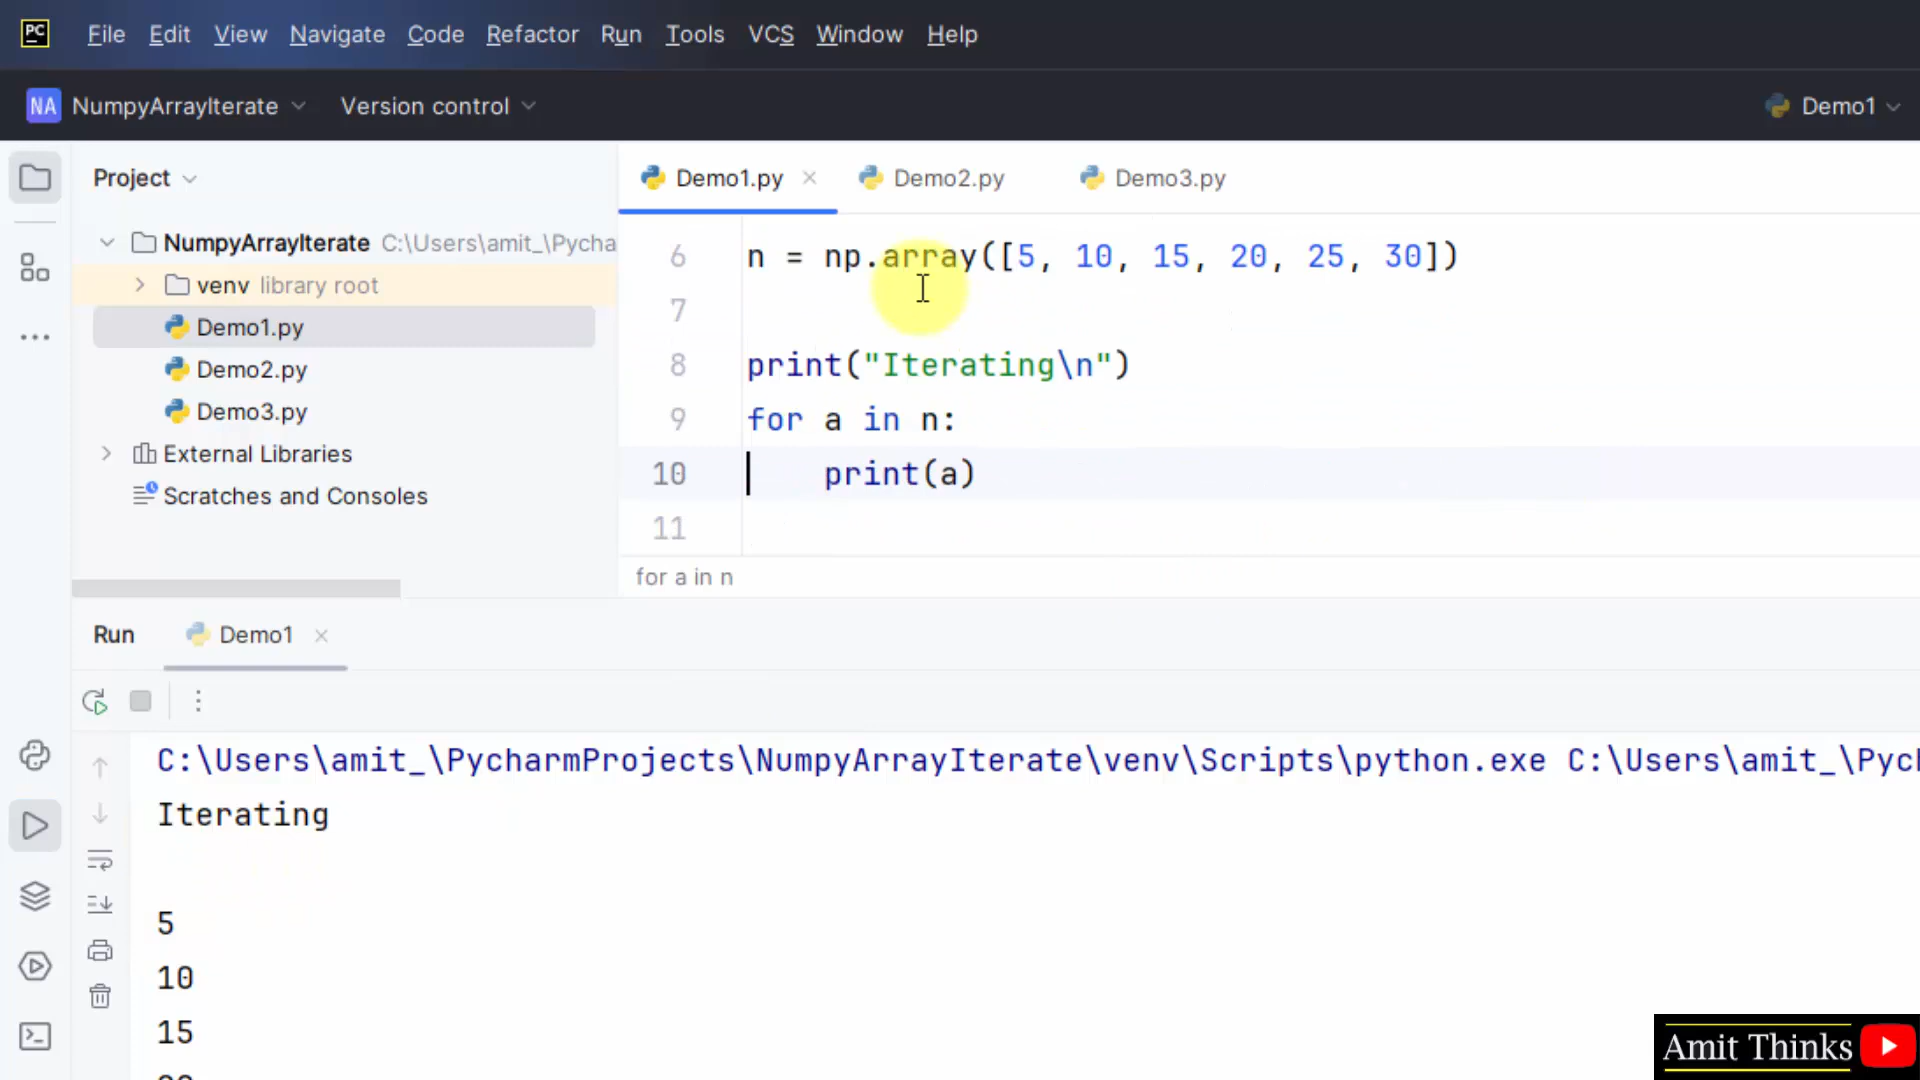 PC File Edit View Navigate Code Refactor Run Tools VCS Window Help
NA NumpyArrayIterate Version control Demo1
Project
Demo1.py Demo2.py Demo3.py
NumpyArrayIterate C:\Users\amit_\Pycha
venv library root
Demo1.py
Demo2.py
Demo3.py
External Libraries
Scratches and Consoles
6 n = np.array([5, 10, 15, 20, 25, 30])
7
8 print("Iterating\n")
9 for a in n:
10 print(a)
11
for a in n
Run Demo1
C:\Users\amit_\PycharmProjects\NumpyArrayIterate\venv\Scripts\python.exe C:\Users\amit_\Pych
Iterating
5
10
15
Amit Thinks